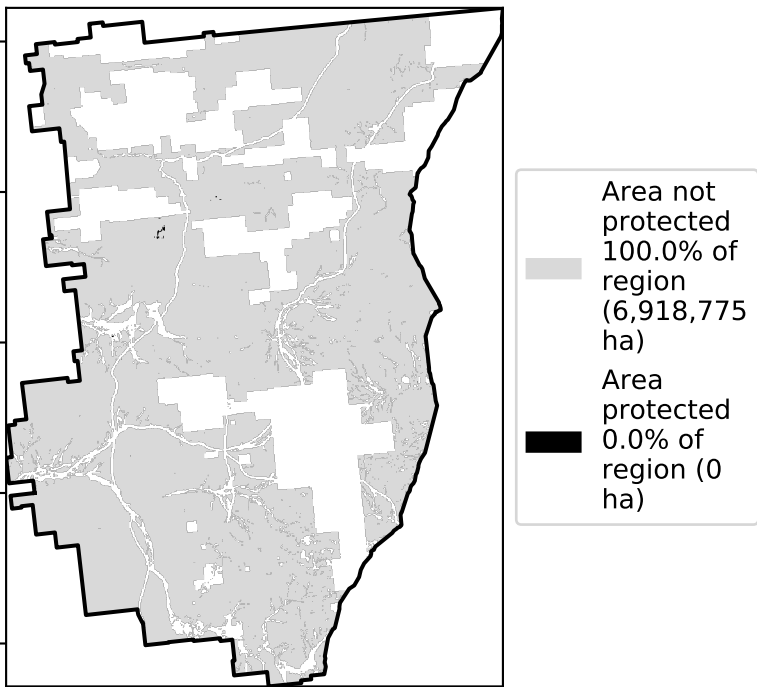 Area not
protected
100.0% of
region
(6,918,775
ha)
Area
protected
0.0% of
region (0
ha)